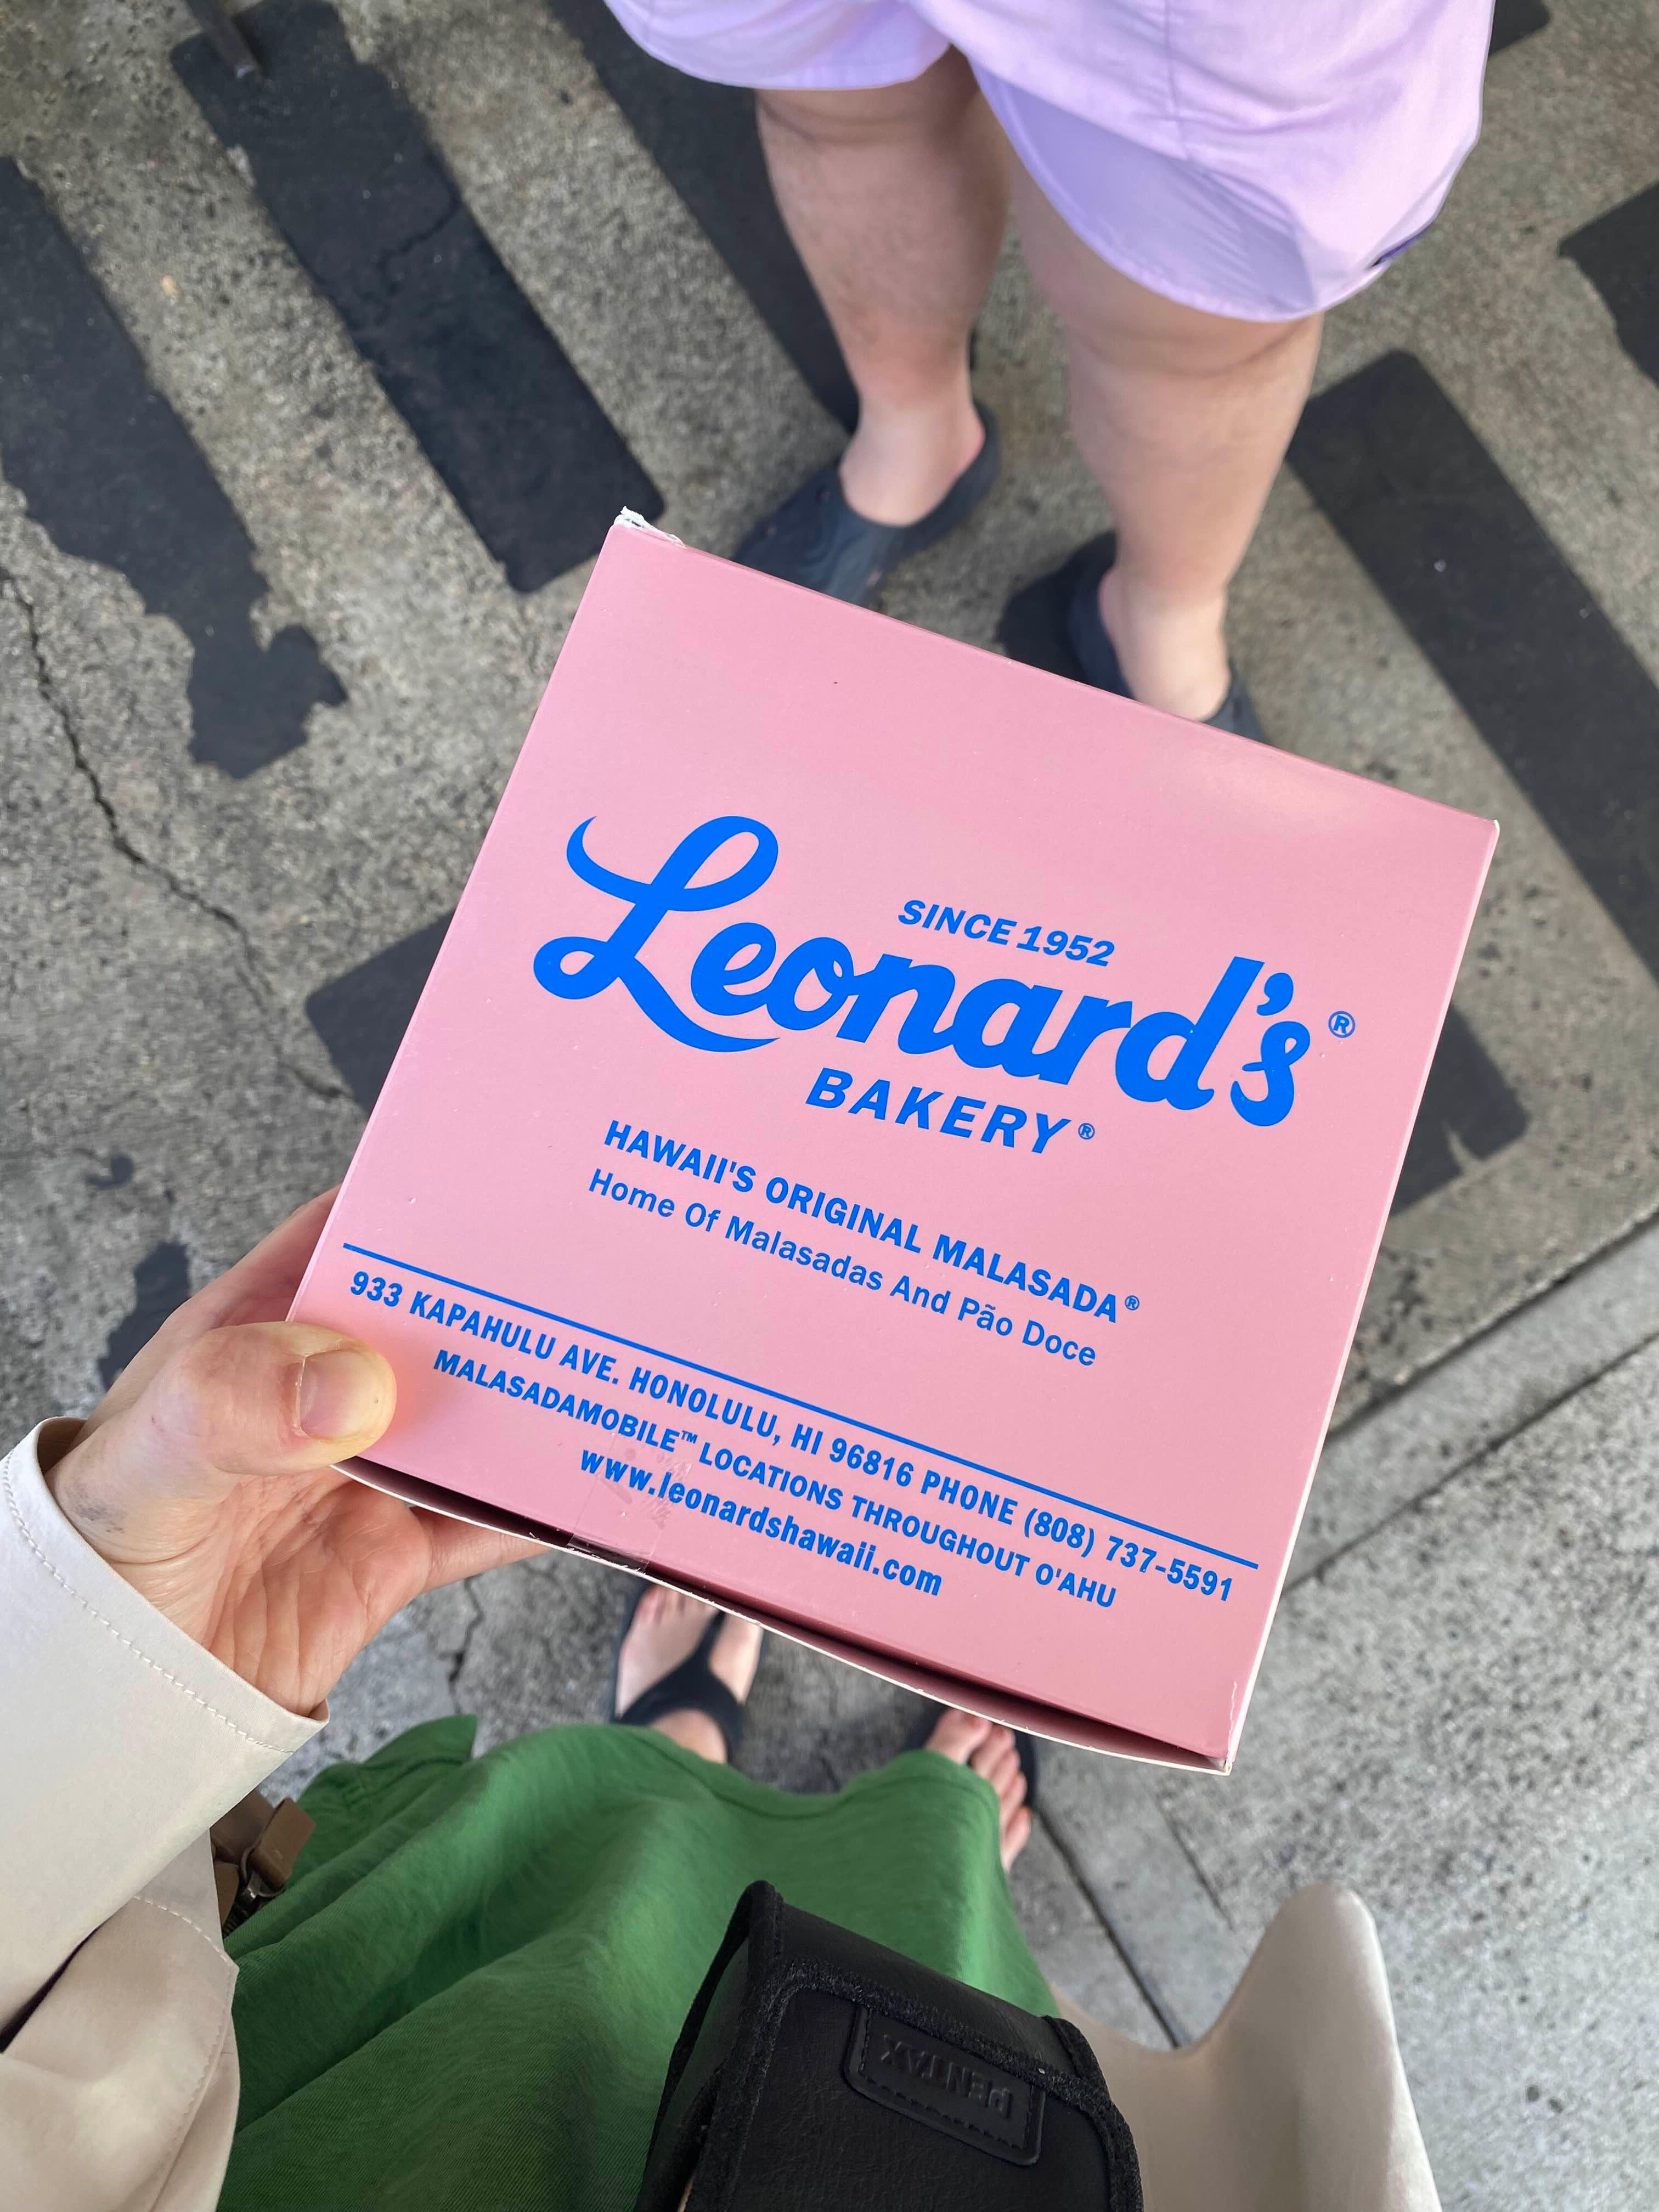 SINCE 1952
Leonard's®
BAKERY®
HAWAII'S ORIGINAL MALASADA®
Home Of Malasadas And Pão Doce
933 KAPAHULU AVE. HONOLULU, HI 96816 PHONE (808) 737-5591
MALASADAMOBILE™ LOCATIONS THROUGHOUT O'AHU
www.leonardshawaii.com
PENTAX